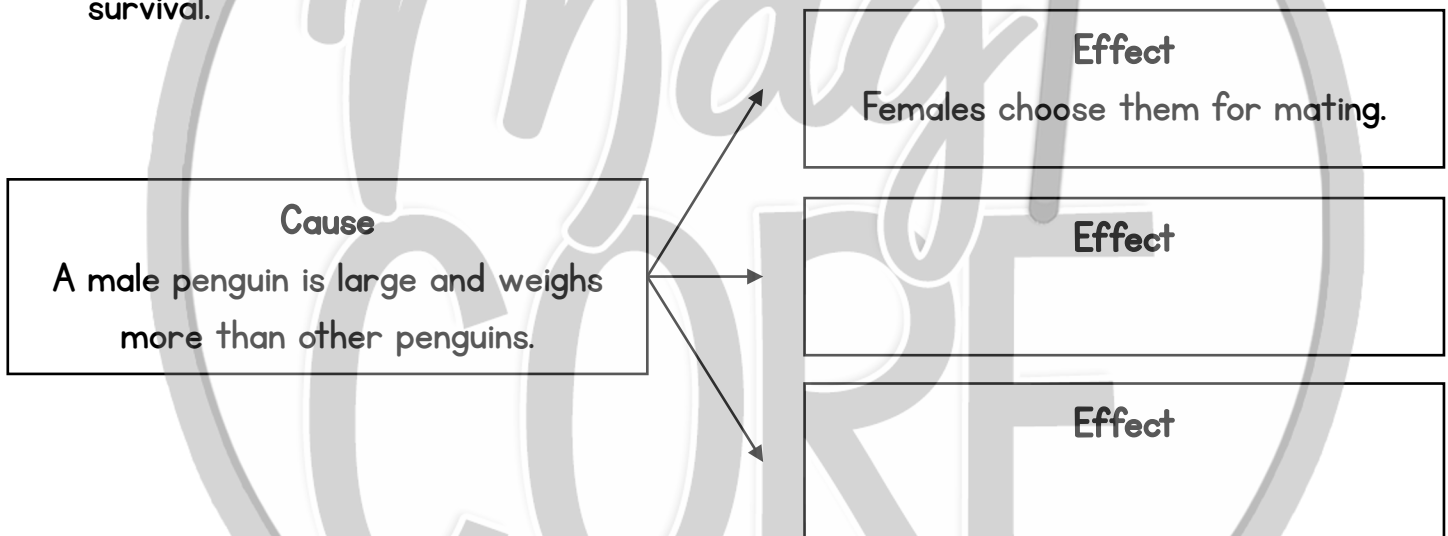 survival.
Effect
Females choose them for mating.
Cause
A male penguin is large and weighs
more than other penguins.
Effect
Effect
CORE